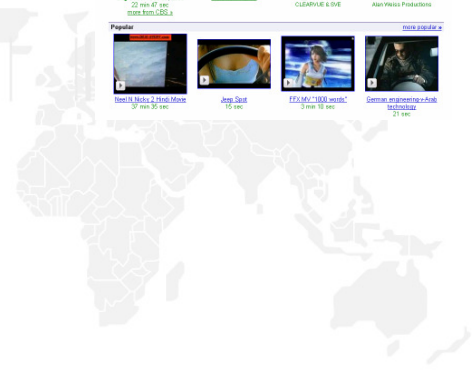 22 min 47 sec
more from CBS »
CLEARVUE & SVE
Alan Weiss Productions
Popular
more popular »
Neel N Nicky 2 Hindi Movie
37 min 35 sec
Jeep Spot
15 sec
FFX MV "1000 words"
3 min 18 sec
German engineering-v-Arab
technology
21 sec